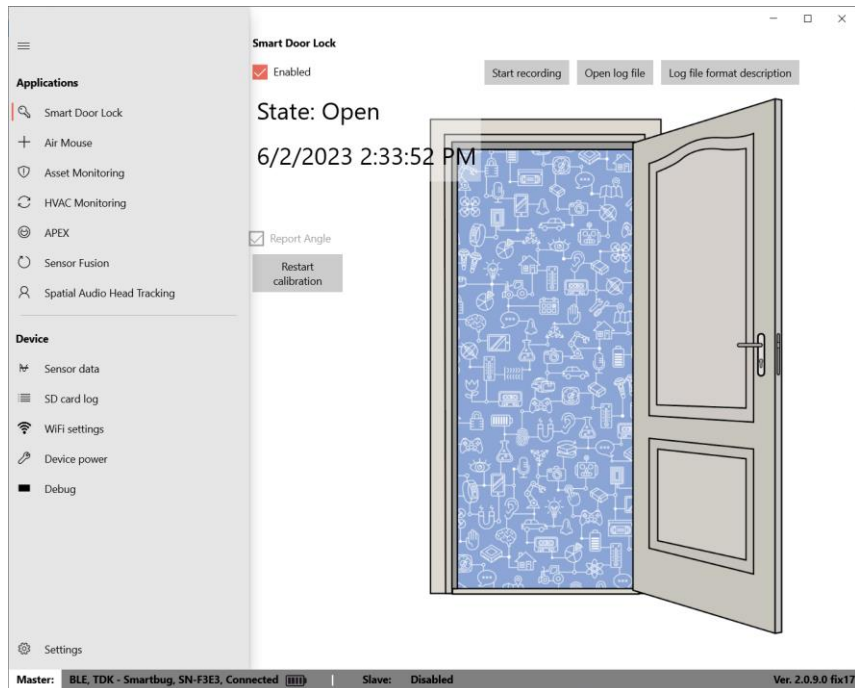 Smart Door Lock
Enabled
Start recording
Open log file
Log file format description
State: Open
6/2/2023 2:33:52 PM
Report Angle
Restart
calibration
Applications
Smart Door Lock
Air Mouse
Asset Monitoring
HVAC Monitoring
APEX
Sensor Fusion
Spatial Audio Head Tracking
Device
Sensor data
SD card log
WiFi settings
Device power
Debug
Settings
Master: BLE, TDK - Smartbug, SN-F3E3, Connected | Slave: Disabled Ver. 2.0.9.0 fix17